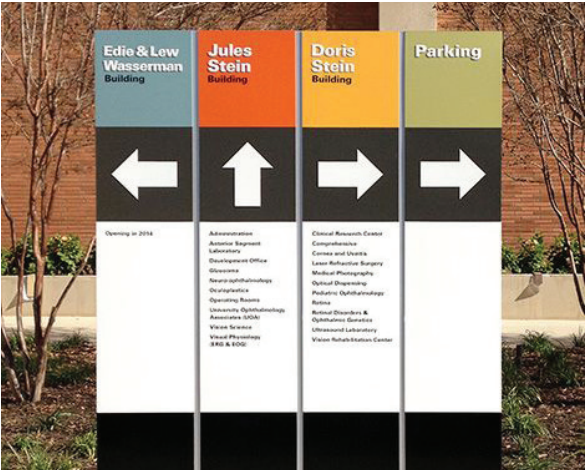 Edie & Lew
Wasserman
Building
Opening in 2014
Jules
Stein
Building
Administration
Anterior Segment
Laboratory
Development Office
Glaucoma
Neuro-ophthalmology
Oculoplastics
Operating Rooms
University Ophthalmology
Associates (UOA)
Vision Science
Visual Physiology
(ERG & EOG)
Doris
Stein
Building
Clinical Research Center
Comprehensive
Cornea and Uveitis
Laser Refractive Surgery
Medical Photography
Optical Dispensing
Pediatric Ophthalmology
Retina
Retinal Disorders &
Ophthalmic Genetics
Ultrasound Laboratory
Vision Rehabilitation Center
Parking